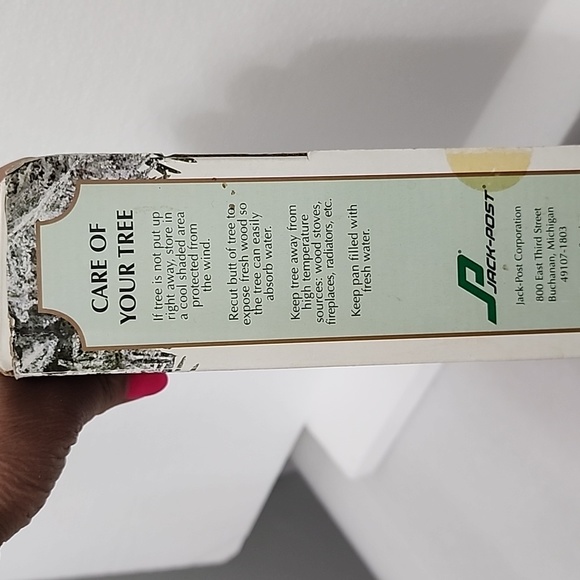 CARE OF
YOUR TREE
If tree is not put up
right away, store in
a cool shaded area
protected from
the wind.
Recut butt of tree to
expose fresh wood so
the tree can easily
absorb water.
Keep tree away from
high temperature
sources: wood stoves,
fireplaces, radiators, etc.
Keep pan filled with
fresh water.
JP®
JACK-POST®
Jack-Post Corporation
800 East Third Street
Buchanan, Michigan
49107-1803